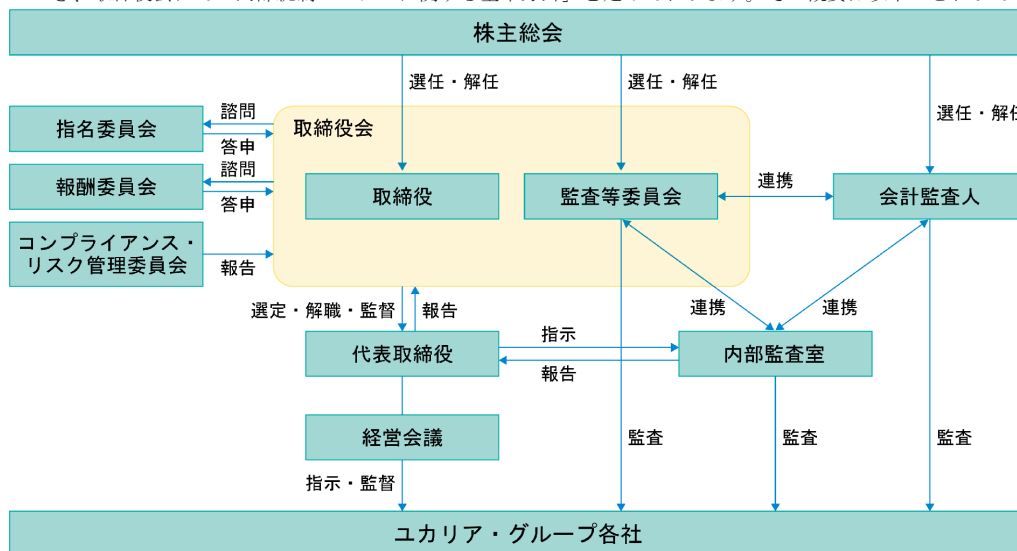 株主総会
選任・解任
選任・解任
選任・解任
指名委員会
諮問
答申
取締役会
報酬委員会
諮問
答申
取締役
監査等委員会
連携
会計監査人
コンプライアンス・
リスク管理委員会
報告
選定・解職・監督
報告
連携
連携
代表取締役
指示
報告
内部監査室
経営会議
監査
監査
監査
指示・監督
ユカリア・グループ各社